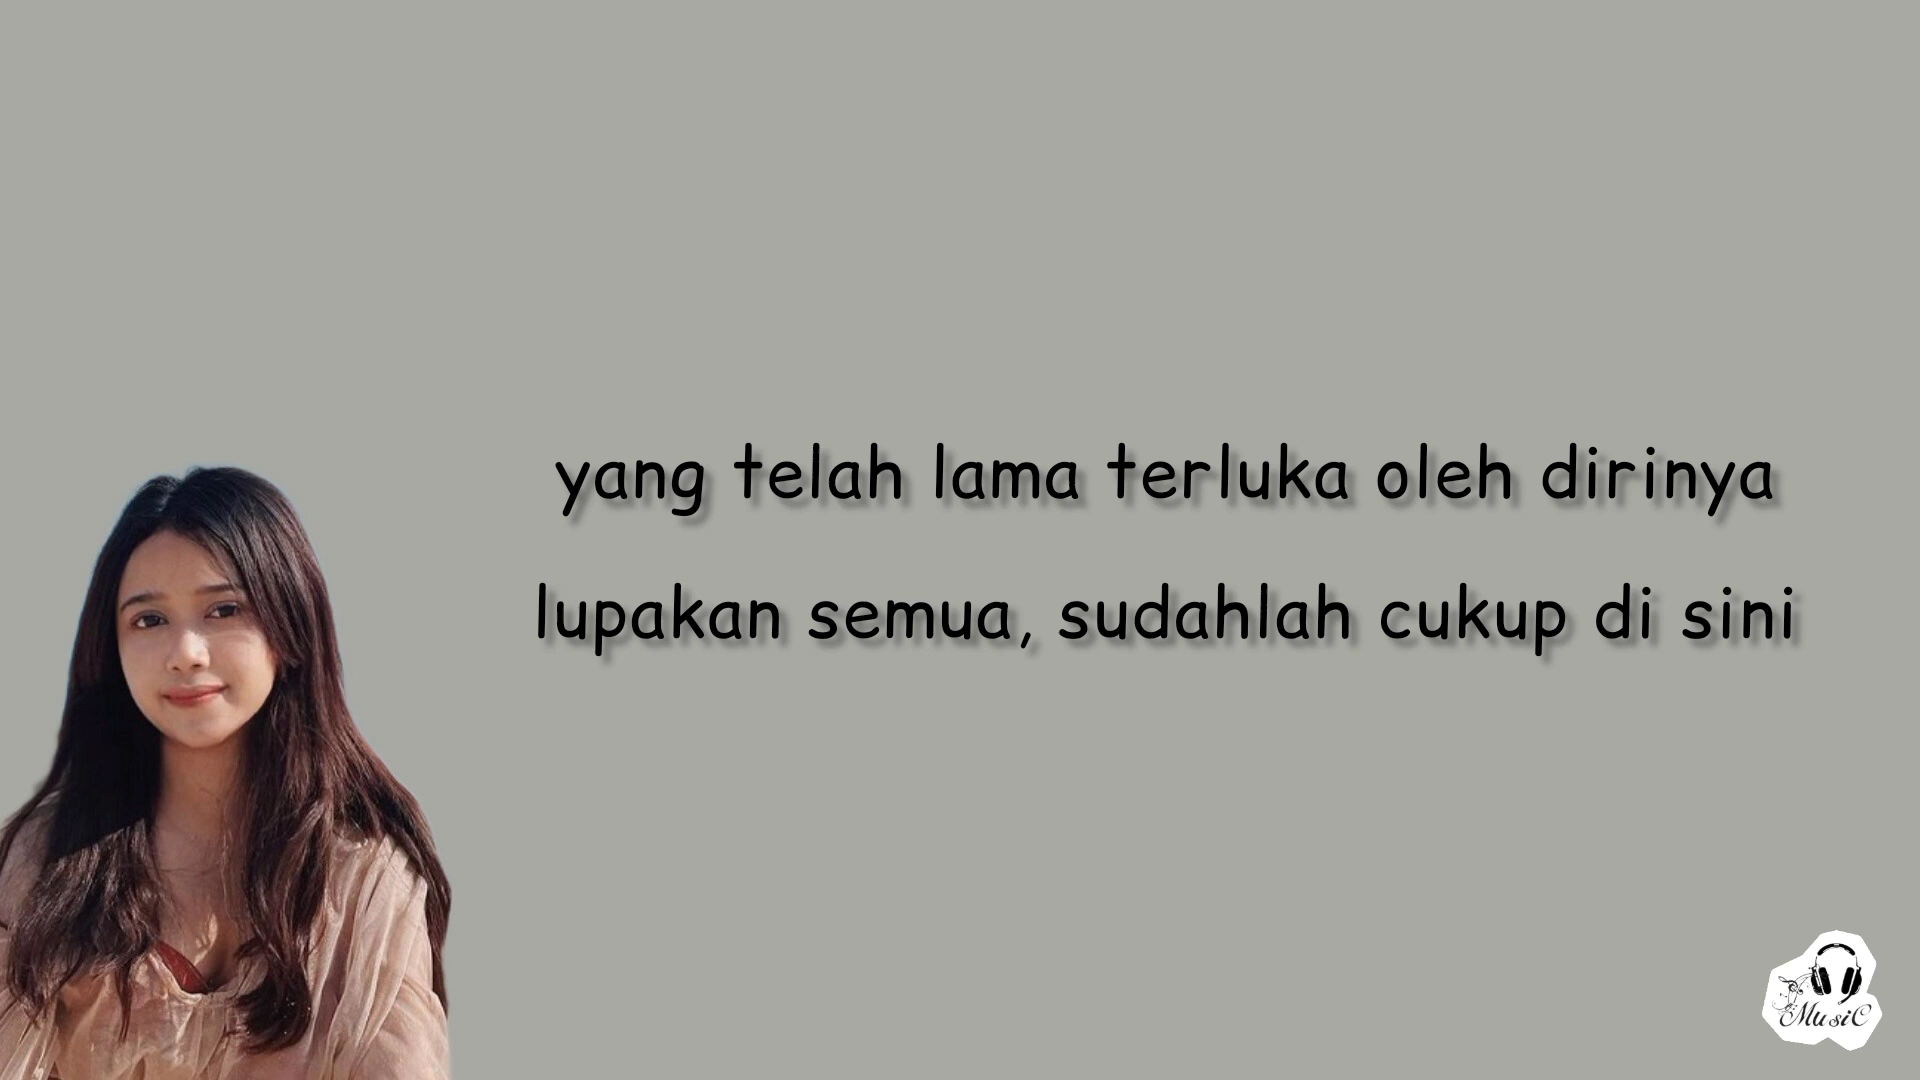 yang telah lama terluka oleh dirinya
lupakan semua, sudahlah cukup di sini
MusiC